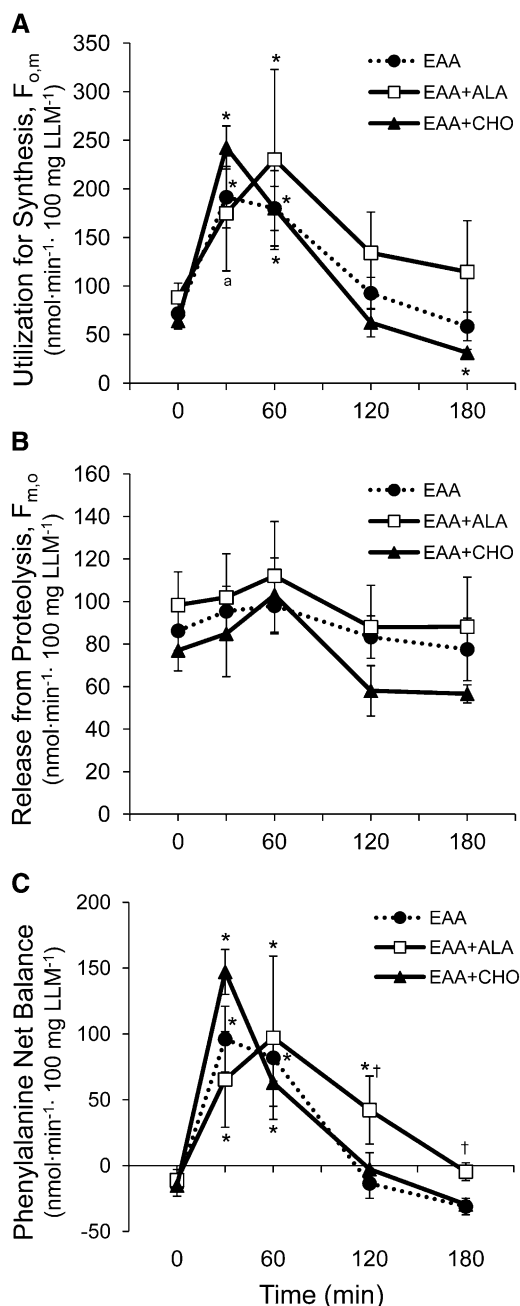 A
Utilization for Synthesis, Fo,m
(nmol·min-1· 100 mg LLM-1)
350
300
250
200
150
100
50
0
EAA
EAA+ALA
EAA+CHO
*
*
*
*
*
a
*
0
60
120
180
B
Release from Proteolysis, Fm,o
(nmol·min-1· 100 mg LLM-1)
160
140
120
100
80
60
40
20
0
EAA
EAA+ALA
EAA+CHO
0
60
120
180
C
Phenylalanine Net Balance
(nmol·min-1· 100 mg LLM-1)
200
150
100
50
0
-50
EAA
EAA+ALA
EAA+CHO
*
*
*
*
*†
*
*
†
0
60
120
180
Time (min)